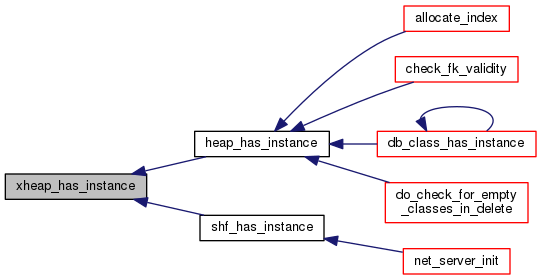 allocate_index
check_fk_validity
heap_has_instance
db_class_has_instance
xheap_has_instance
do_check_for_empty
_classes_in_delete
shf_has_instance
net_server_init